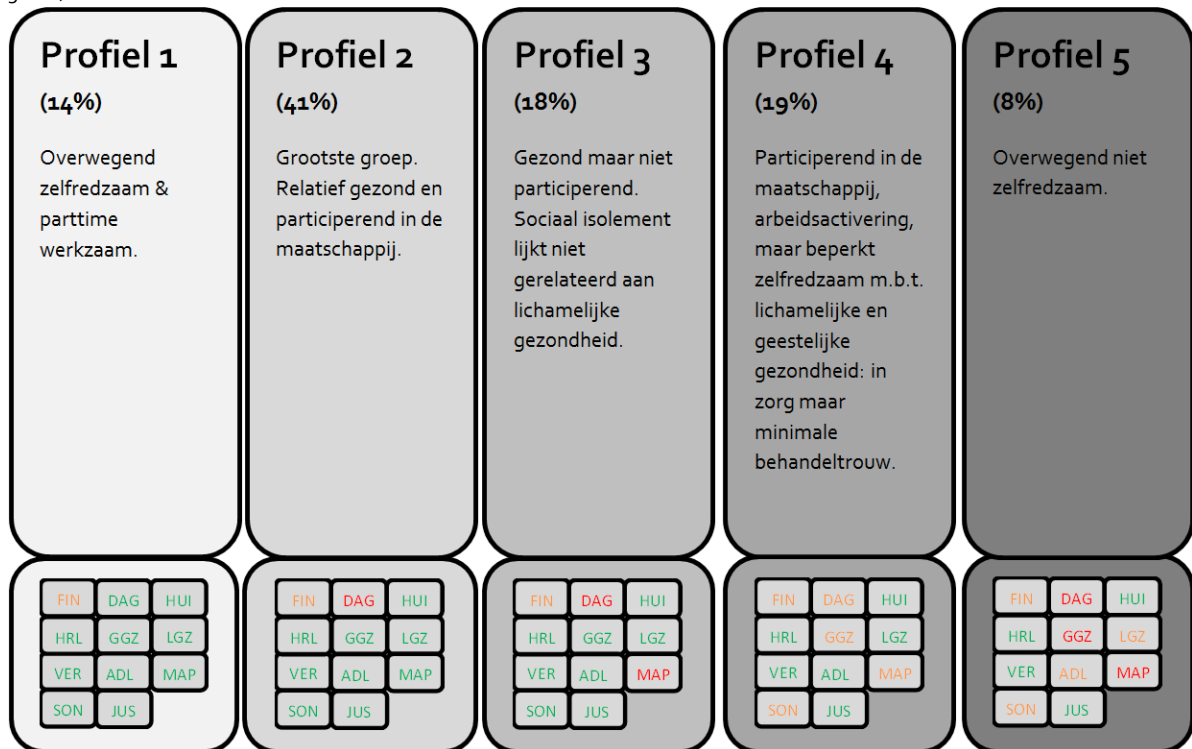 Profiel 1
(14%)
Overwegend
zelfredzaam &
parttime
werkzaam.
FIN DAG HUI
HRL GGZ LGZ
VER ADL MAP
SON JUS
Profiel 2
(41%)
Grootste groep.
Relatief gezond en
participerend in de
maatschappij.
FIN DAG HUI
HRL GGZ LGZ
VER ADL MAP
SON JUS
Profiel 3
(18%)
Gezond maar niet
participerend.
Sociaal isolement
lijkt niet
gerelateerd aan
lichamelijke
gezondheid.
FIN DAG HUI
HRL GGZ LGZ
VER ADL MAP
SON JUS
Profiel 4
(19%)
Participerend in de
maatschappij,
arbeidsactivering,
maar beperkt
zelfredzaam m.b.t.
lichamelijke en
geestelijke
gezondheid: in
zorg maar
minimale
behandeltrouw.
FIN DAG HUI
HRL GGZ LGZ
VER ADL MAP
SON JUS
Profiel 5
(8%)
Overwegend niet
zelfredzaam.
FIN DAG HUI
HRL GGZ LGZ
VER ADL MAP
SON JUS